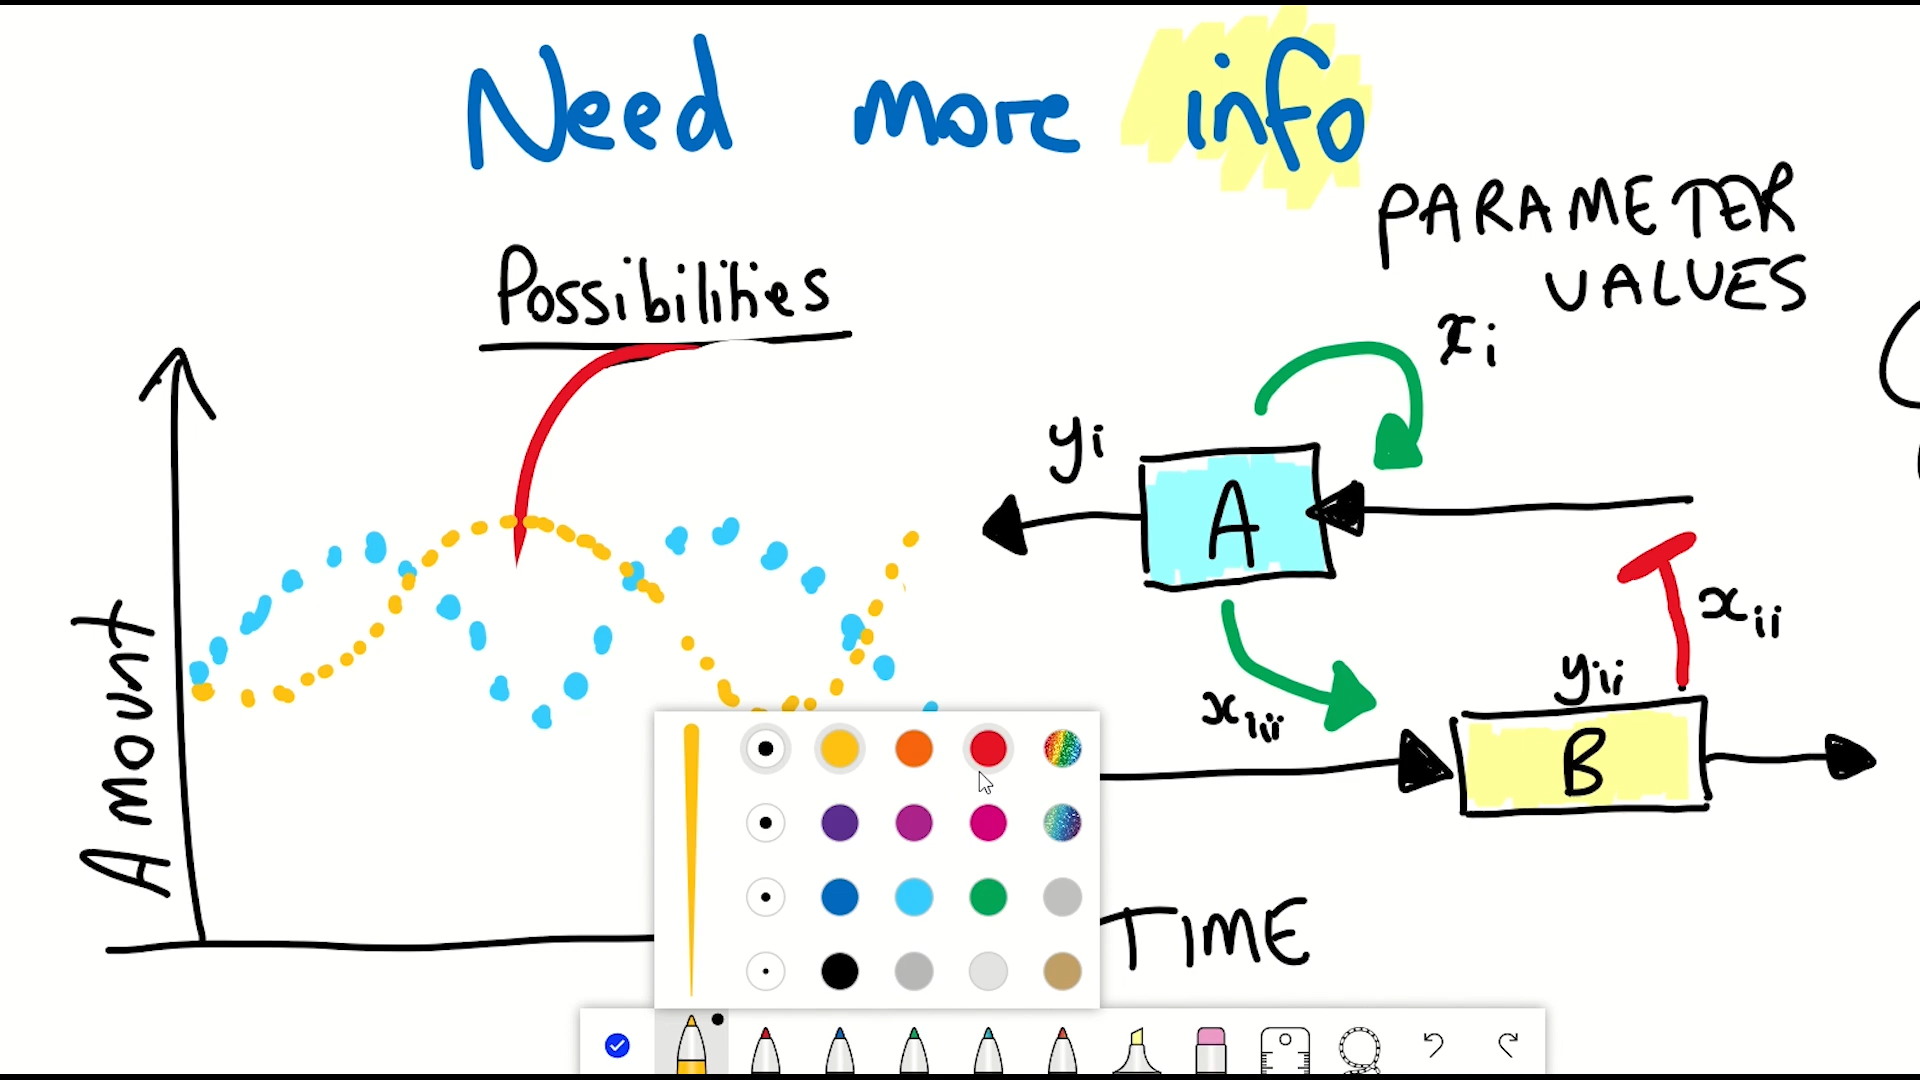 Need more info
PARAMETER
VALUES
Possibilities
xi
yi
A
xii
xiii
yii
B
Amount
TIME